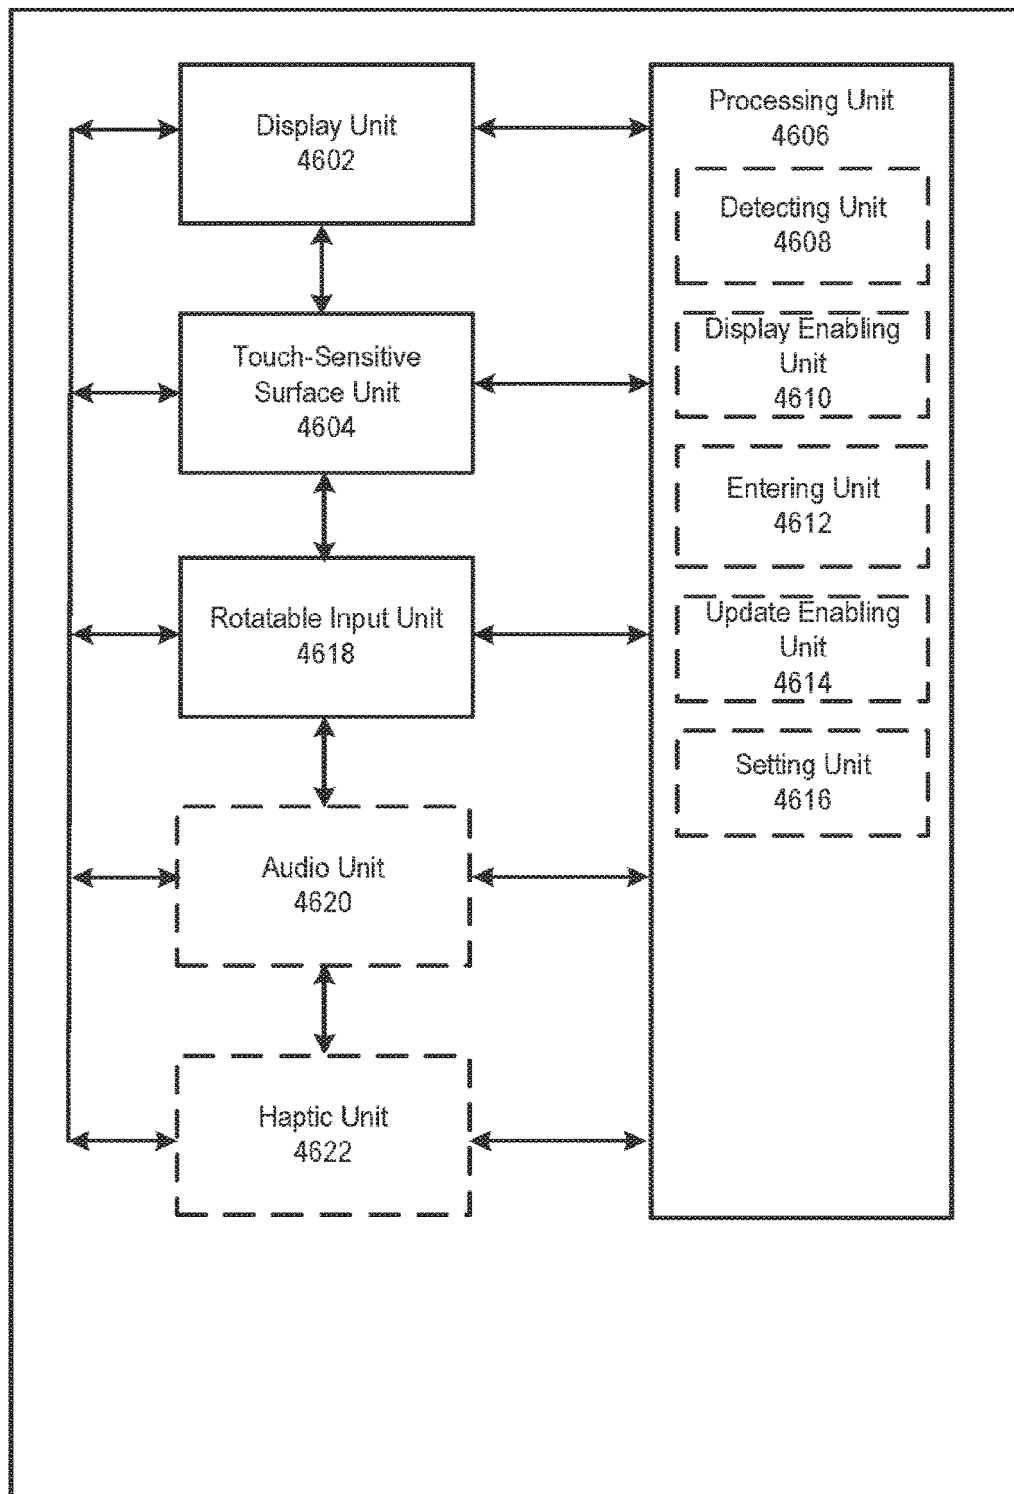 Display Unit
4602
Touch-Sensitive
Surface Unit
4604
Rotatable Input Unit
4618
Audio Unit
4620
Haptic Unit
4622
Processing Unit
4606
Detecting Unit
4608
Display Enabling
Unit
4610
Entering Unit
4612
Update Enabling
Unit
4614
Setting Unit
4616